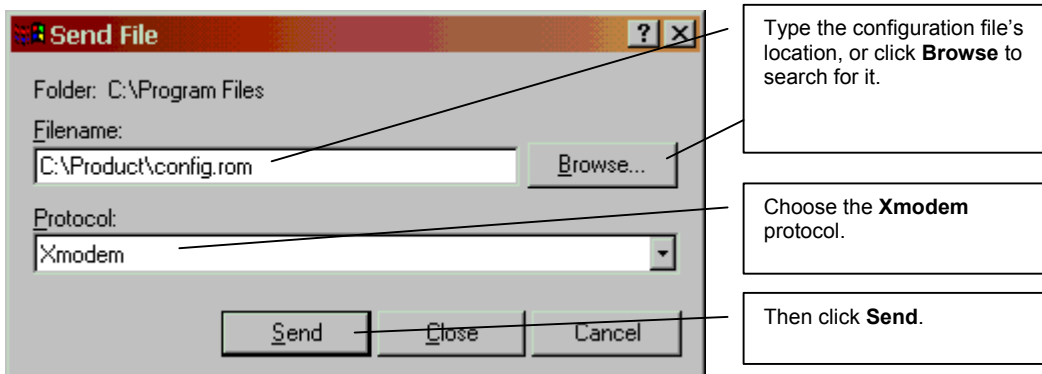 Send File
Folder: C:\Program Files
Filename:
C:\Product\config.rom
Browse...
Protocol:
Xmodem
Send
Close
Cancel
Type the configuration file’s
location, or click Browse to
search for it.
Choose the Xmodem
protocol.
Then click Send.